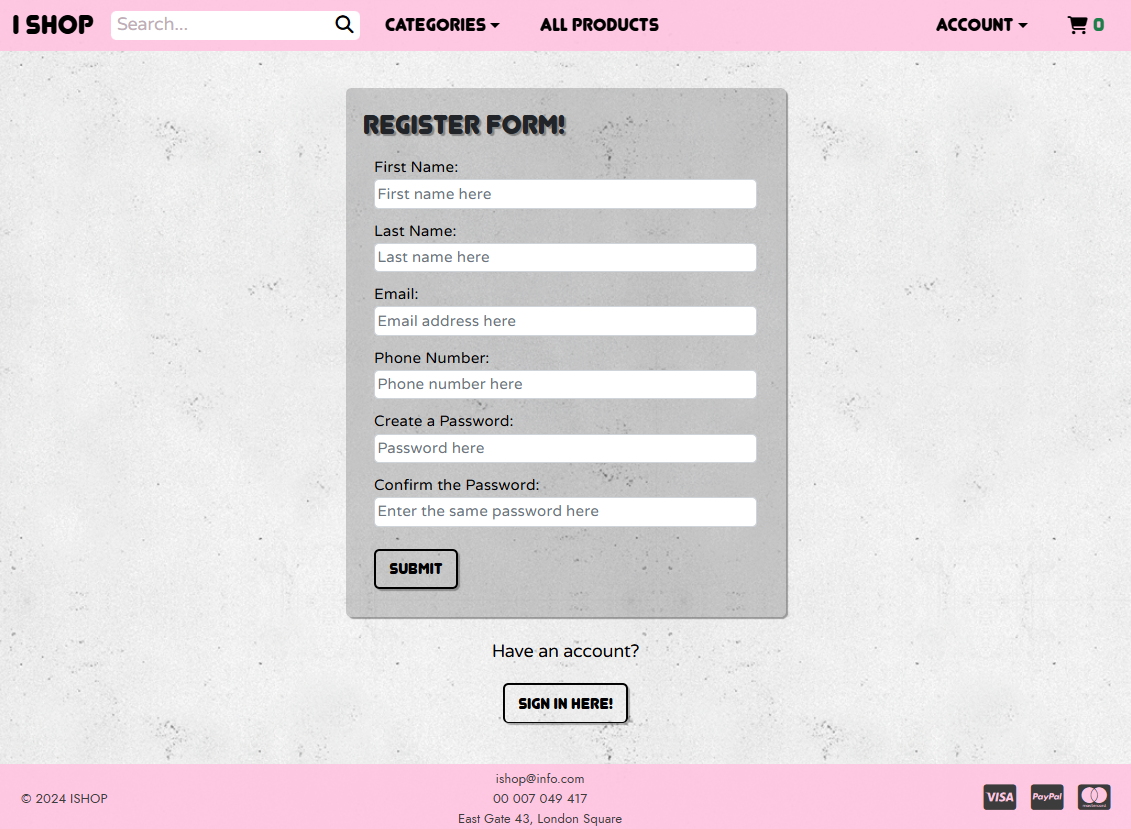 I SHOP Search... CATEGORIES ALL PRODUCTS ACCOUNT 0
REGISTER FORM!
First Name:
First name here
Last Name:
Last name here
Email:
Email address here
Phone Number:
Phone number here
Create a Password:
Password here
Confirm the Password:
Enter the same password here
SUBMIT
Have an account?
SIGN IN HERE!
ishop@info.com
© 2024 ISHOP 00 007 049 417 VISA PayPal mastercard
East Gate 43, London Square